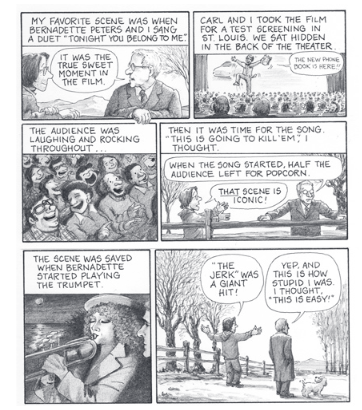 MY FAVORITE SCENE WAS WHEN
BERNADETTE PETERS AND I SANG
A DUET "TONIGHT YOU BELONG TO ME".
IT WAS THE
TRUE SWEET
MOMENT IN
THE FILM.
CARL AND I TOOK THE FILM
FOR A TEST SCREENING IN
ST. LOUIS. WE SAT HIDDEN
IN THE BACK OF THE THEATER.
THE NEW PHONE
BOOK IS HERE!!
THE AUDIENCE WAS
LAUGHING AND ROCKING
THROUGHOUT...
THEN IT WAS TIME FOR THE SONG.
"THIS IS GOING TO KILL 'EM", I
THOUGHT.
WHEN THE SONG STARTED, HALF THE
AUDIENCE LEFT FOR POPCORN.
THAT SCENE IS
ICONIC!
THE SCENE WAS SAVED
WHEN BERNADETTE
STARTED PLAYING
THE TRUMPET.
"THE
JERK" WAS
A GIANT
HIT!
YEP. AND
THIS IS HOW
STUPID I WAS.
I THOUGHT,
"THIS IS EASY!"